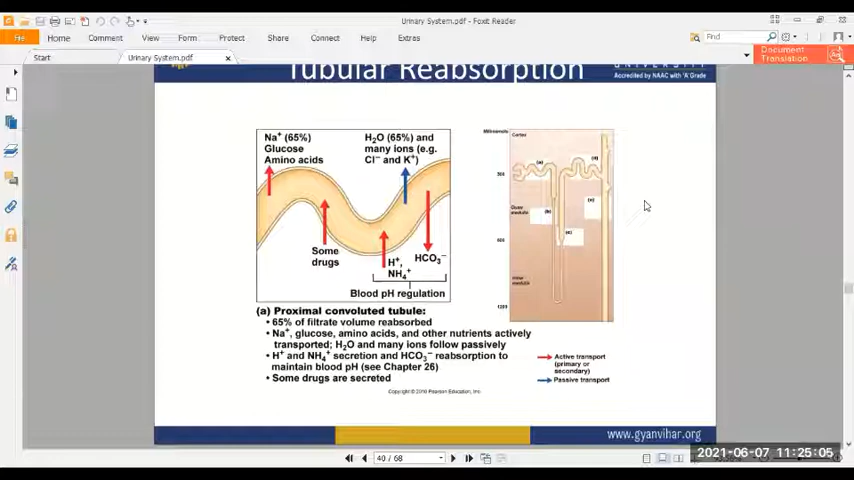 Urinary System.pdf - Foxit Reader
File
Home
Comment
View
Form
Protect
Share
Connect
Help
Extras
Find
Start
Urinary System.pdf
Document
Translation
Tubular Reabsorption
UNIVERSITY
Accredited by NAAC with 'A' Grade
Na⁺ (65%)
Glucose
Amino acids
H₂O (65%) and
many ions (e.g.
Cl⁻ and K⁺)
Some
drugs
H⁺,
NH₄⁺
HCO₃⁻
Blood pH regulation
Cortex
(a)
(d)
(b)
(e)
(c)
(a) Proximal convoluted tubule:
• 65% of filtrate volume reabsorbed
• Na⁺, glucose, amino acids, and other nutrients actively
transported; H₂O and many ions follow passively
• H⁺ and NH₄⁺ secretion and HCO₃⁻ reabsorption to
maintain blood pH (see Chapter 26)
• Some drugs are secreted
Active transport
(primary or
secondary)
Passive transport
Copyright © 2010 Pearson Education, Inc.
www.gyanvihar.org
40 / 68
2021-06-07 11:25:05